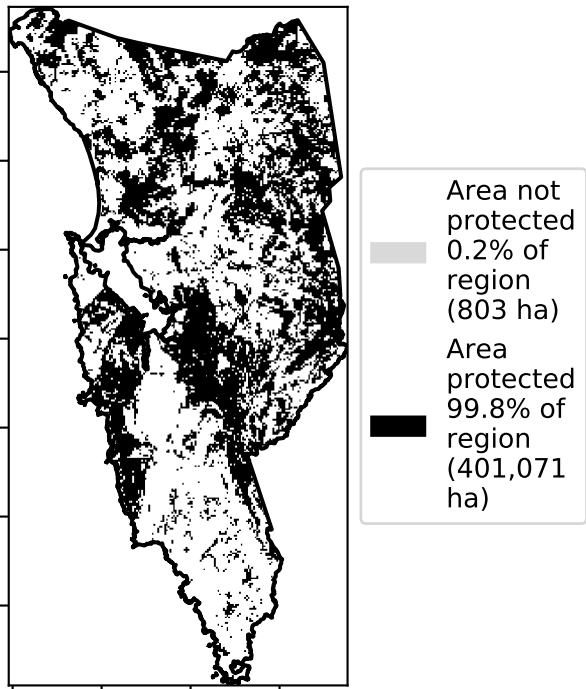 Area not
protected
0.2% of
region
(803 ha)
Area
protected
99.8% of
region
(401,071
ha)